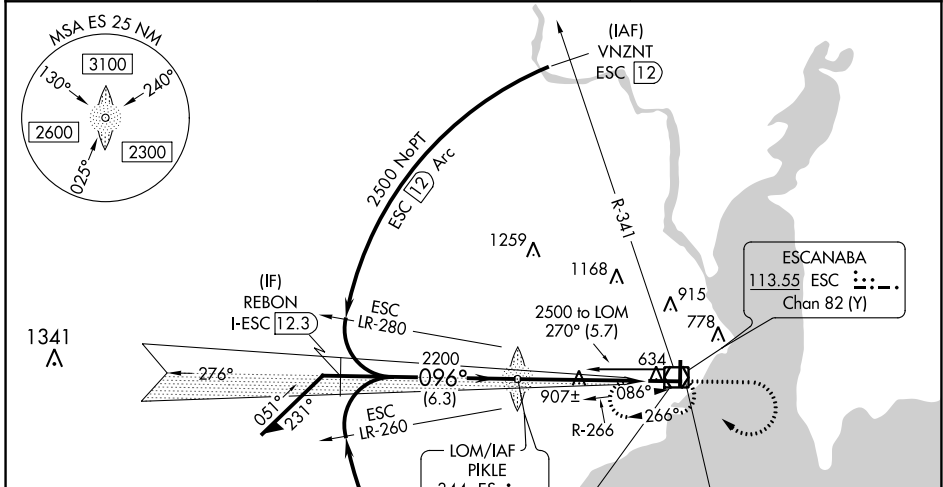 MSA ES 25 NM
3100
130°
240°
2600
2300
025°
(IAF)
VNZNT
ESC 12
2500 NoPT
ESC 12 Arc
R-341
1259
1168
ESCANABA
113.55 ESC
Chan 82 (Y)
915
778
(IF)
REBON
I-ESC 12.3
ESC
LR-280
2500 to LOM
270° (5.7)
1341
634
2200
276°
096°
(6.3)
086°
907±
266°
051°
231°
ESC
LR-260
R-266
LOM/IAF
PIKLE
344 ES